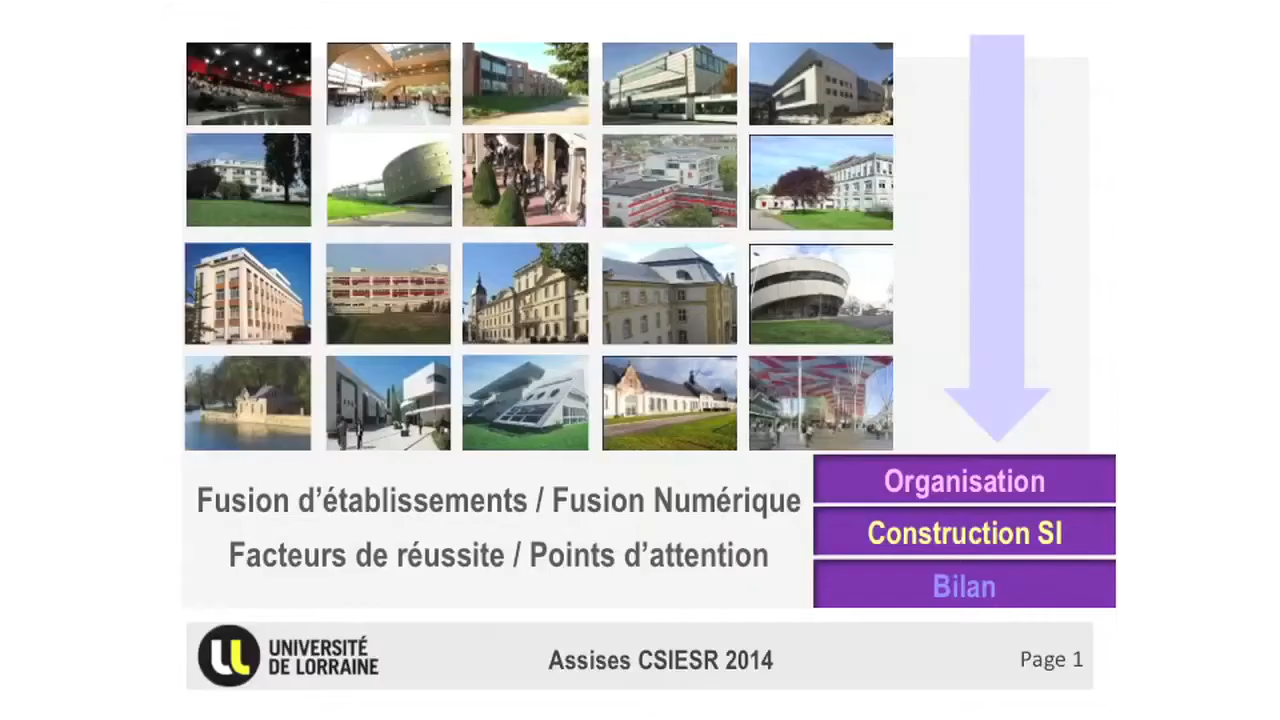 Fusion d’établissements / Fusion Numérique
Facteurs de réussite / Points d’attention
Organisation
Construction SI
Bilan
UNIVERSITÉ
DE LORRAINE
Assises CSIESR 2014
Page 1